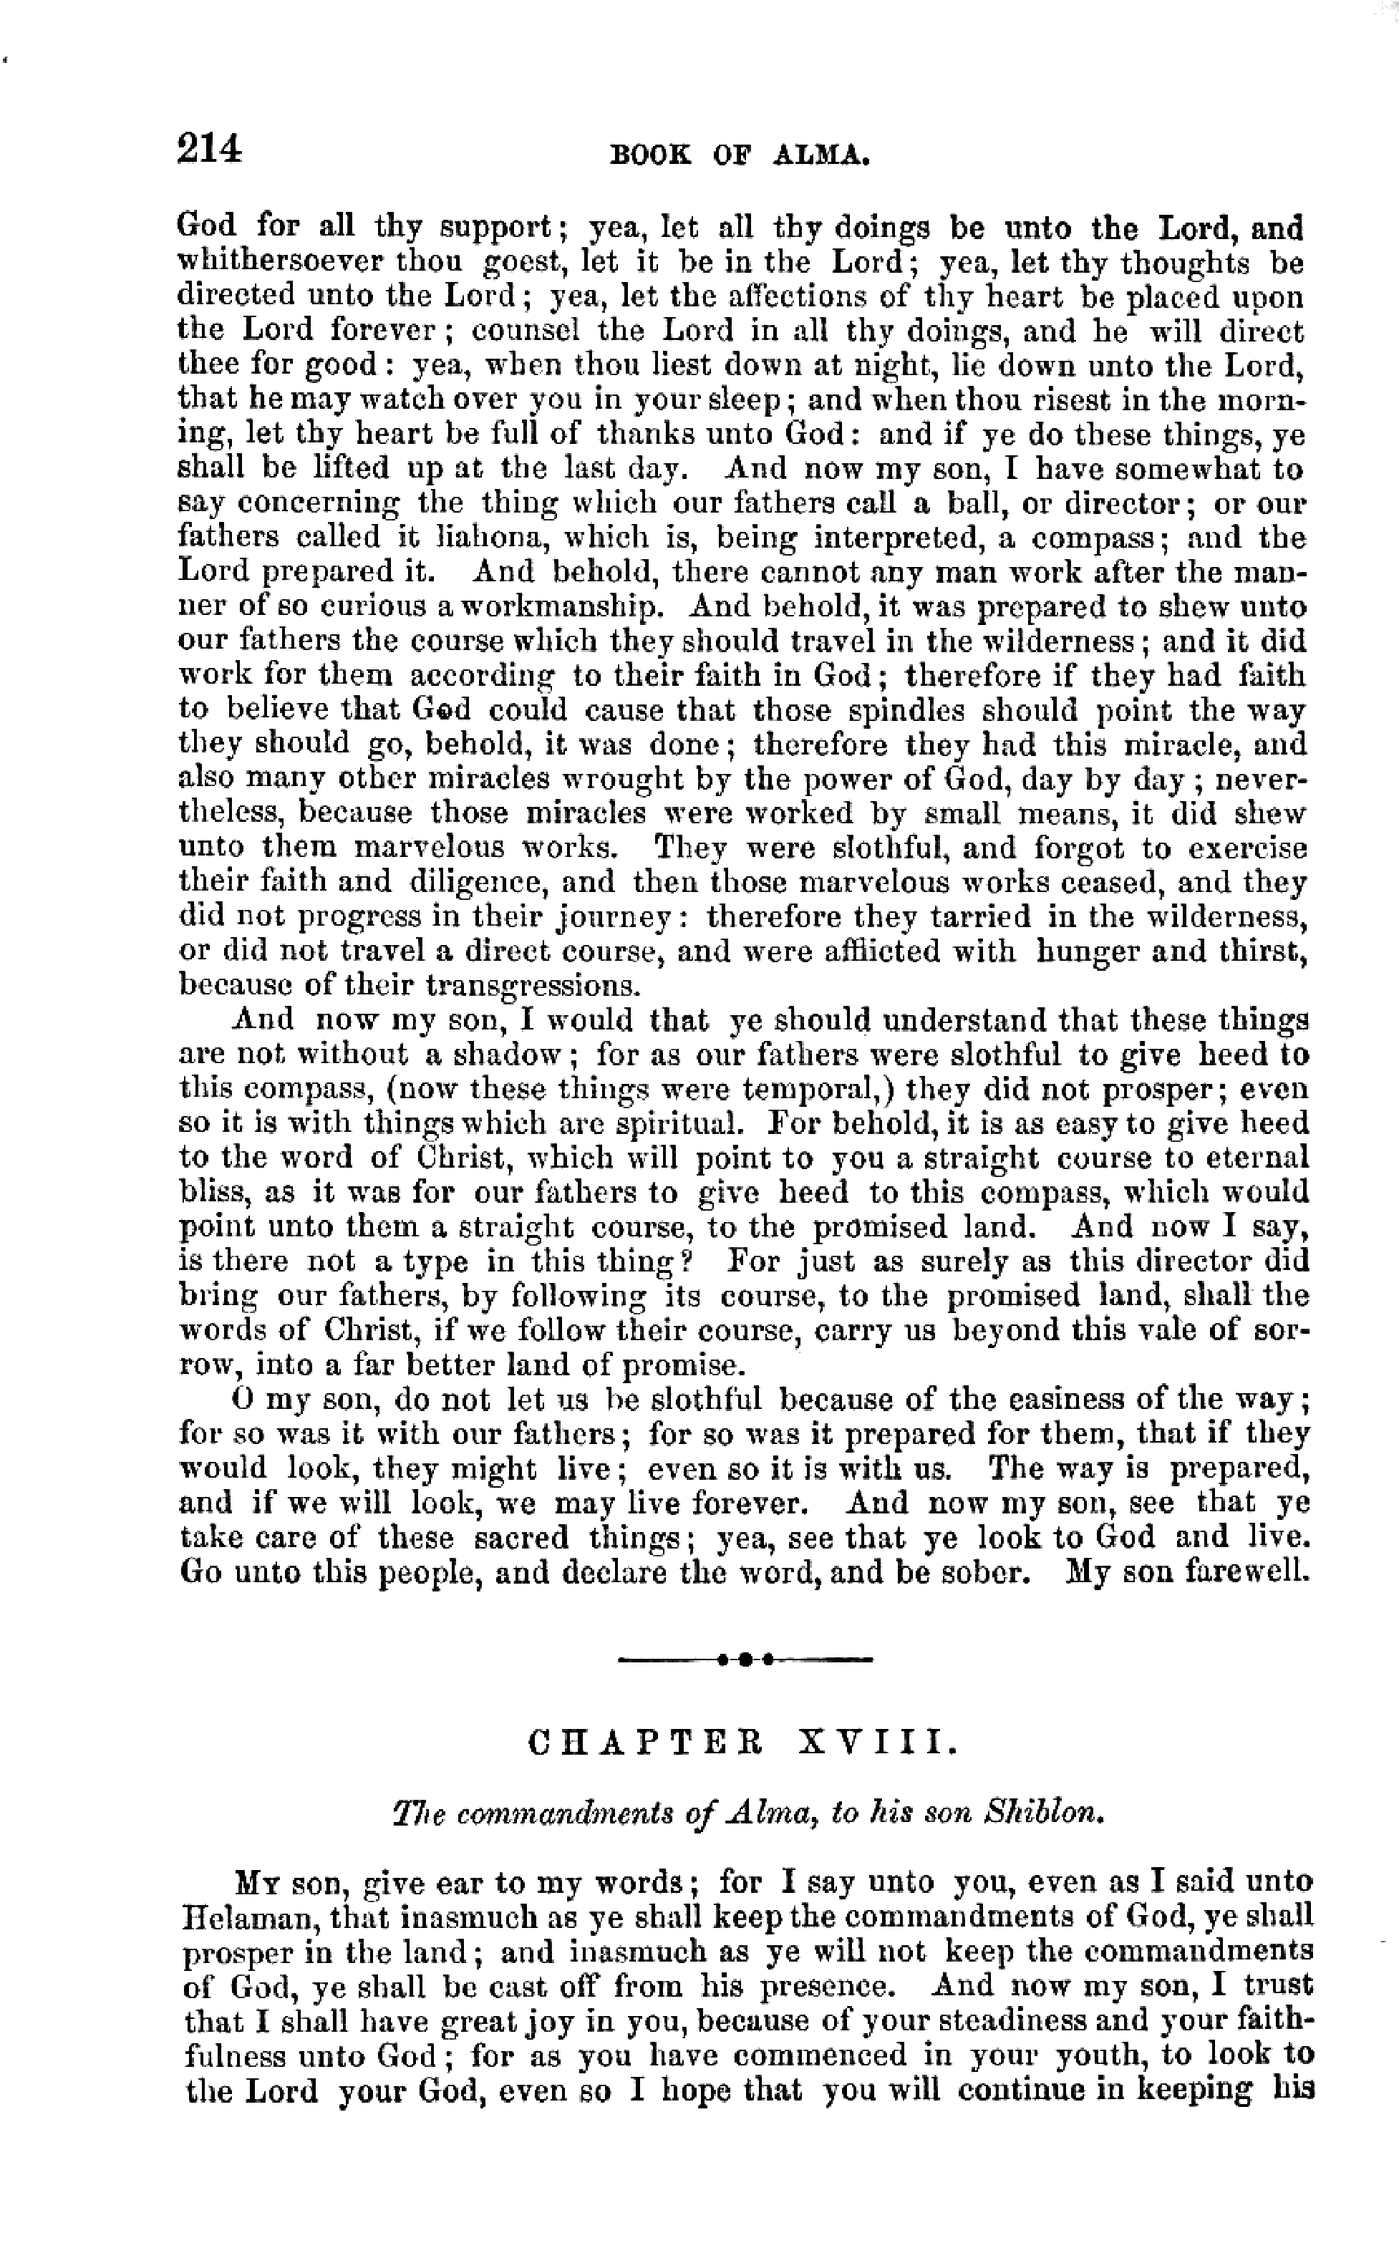 214 BOOK OF ALMA.
God for all thy support; yea, let all thy doings be unto the Lord, and
whithersoever thou goest, let it be in the Lord; yea, let thy thoughts be
directed unto the Lord; yea, let the affections of thy heart be placed upon
the Lord forever; counsel the Lord in all thy doings, and he will direct
thee for good: yea, when thou liest down at night, lie down unto the Lord,
that he may watch over you in your sleep; and when thou risest in the morn-
ing, let thy heart be full of thanks unto God: and if ye do these things, ye
shall be lifted up at the last day. And now my son, I have somewhat to
say concerning the thing which our fathers call a ball, or director; or our
fathers called it liahona, which is, being interpreted, a compass; and the
Lord prepared it. And behold, there cannot any man work after the man-
ner of so curious a workmanship. And behold, it was prepared to shew unto
our fathers the course which they should travel in the wilderness; and it did
work for them according to their faith in God; therefore if they had faith
to believe that God could cause that those spindles should point the way
they should go, behold, it was done; therefore they had this miracle, and
also many other miracles wrought by the power of God, day by day; never-
theless, because those miracles were worked by small means, it did shew
unto them marvelous works. They were slothful, and forgot to exercise
their faith and diligence, and then those marvelous works ceased, and they
did not progress in their journey: therefore they tarried in the wilderness,
or did not travel a direct course, and were afflicted with hunger and thirst,
because of their transgressions.
And now my son, I would that ye should understand that these things
are not without a shadow; for as our fathers were slothful to give heed to
this compass, (now these things were temporal,) they did not prosper; even
so it is with things which are spiritual. For behold, it is as easy to give heed
to the word of Christ, which will point to you a straight course to eternal
bliss, as it was for our fathers to give heed to this compass, which would
point unto them a straight course, to the promised land. And now I say,
is there not a type in this thing? For just as surely as this director did
bring our fathers, by following its course, to the promised land, shall the
words of Christ, if we follow their course, carry us beyond this vale of sor-
row, into a far better land of promise.
O my son, do not let us be slothful because of the easiness of the way;
for so was it with our fathers; for so was it prepared for them, that if they
would look, they might live; even so it is with us. The way is prepared,
and if we will look, we may live forever. And now my son, see that ye
take care of these sacred things; yea, see that ye look to God and live.
Go unto this people, and declare the word, and be sober. My son farewell.
CHAPTER XVIII.
The commandments of Alma, to his son Shiblon.
MY son, give ear to my words; for I say unto you, even as I said unto
Helaman, that inasmuch as ye shall keep the commandments of God, ye shall
prosper in the land; and inasmuch as ye will not keep the commandments
of God, ye shall be cast off from his presence. And now my son, I trust
that I shall have great joy in you, because of your steadiness and your faith-
fulness unto God; for as you have commenced in your youth, to look to
the Lord your God, even so I hope that you will continue in keeping his